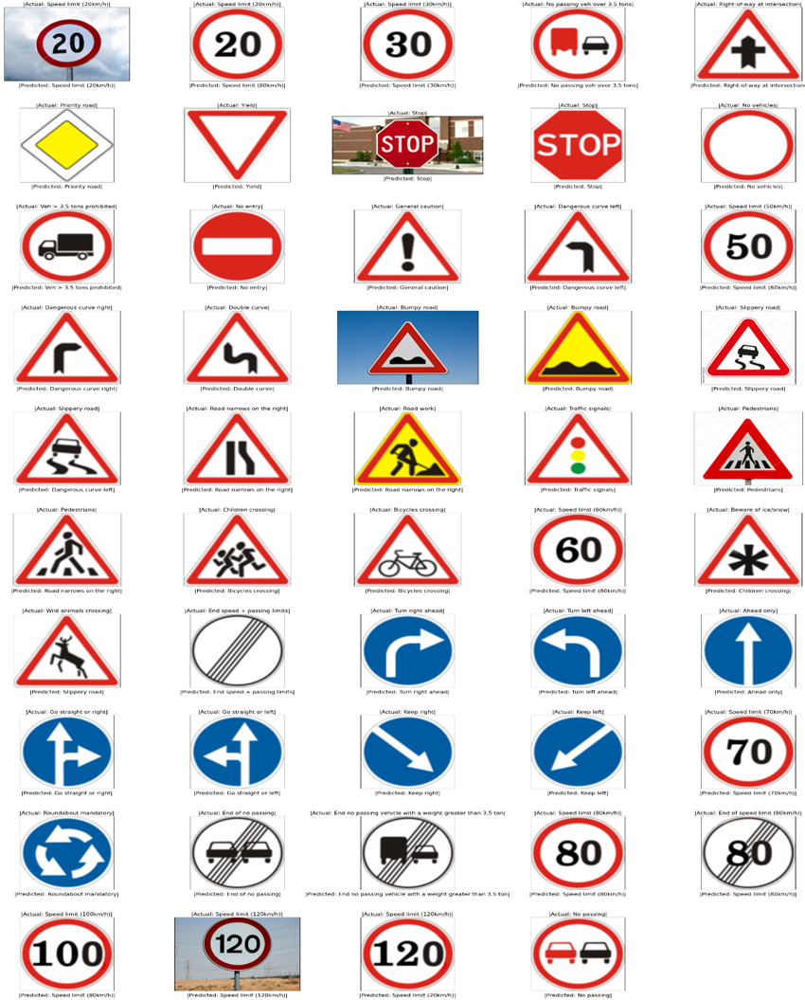 |Actual: Speed limit (20km/h)|
20
|Predicted: Speed limit (20km/h)|
|Actual: Speed limit (20km/h)|
20
|Predicted: Speed limit (80km/h)|
|Actual: Speed limit (30km/h)|
30
|Predicted: Speed limit (30km/h)|
|Actual: No passing veh over 3.5 tons|
|Predicted: No passing veh over 3.5 tons|
|Actual: Right-of-way at intersection|
|Predicted: Right-of-way at intersection
|Actual: Priority road|
|Predicted: Priority road|
|Actual: Yield|
|Predicted: Yield|
|Actual: Stop|
STOP
|Predicted: Stop|
|Actual: Stop|
STOP
|Predicted: Stop|
|Actual: No vehicles|
|Predicted: No vehicles|
|Actual: Veh > 3.5 tons prohibited|
|Predicted: Veh > 3.5 tons prohibited|
|Actual: No entry|
|Predicted: No entry|
|Actual: General caution|
!
|Predicted: General caution|
|Actual: Dangerous curve left|
|Predicted: Dangerous curve left|
|Actual: Speed limit (50km/h)|
50
|Predicted: Speed limit (60km/h)|
|Actual: Dangerous curve right|
|Predicted: Dangerous curve right|
|Actual: Double curve|
|Predicted: Double curve|
|Actual: Bumpy road|
|Predicted: Bumpy road|
|Actual: Bumpy road|
|Predicted: Bumpy road|
|Actual: Slippery road|
|Predicted: Slippery road|
|Actual: Slippery road|
|Predicted: Dangerous curve left|
|Actual: Road narrows on the right|
|Predicted: Road narrows on the right|
|Actual: Road work|
|Predicted: Road narrows on the right|
|Actual: Traffic signals|
|Predicted: Traffic signals|
|Actual: Pedestrians|
|Predicted: Pedestrians|
|Actual: Pedestrians|
|Predicted: Road narrows on the right|
|Actual: Children crossing|
|Predicted: Bicycles crossing|
|Actual: Bicycles crossing|
|Predicted: Bicycles crossing|
|Actual: Speed limit (60km/h)|
60
|Predicted: Speed limit (80km/h)|
|Actual: Beware of ice/snow|
|Predicted: Children crossing|
|Actual: Wild animals crossing|
|Predicted: Slippery road|
|Actual: End speed + passing limits|
|Predicted: End speed + passing limits|
|Actual: Turn right ahead|
|Predicted: Turn right ahead|
|Actual: Turn left ahead|
|Predicted: Turn left ahead|
|Actual: Ahead only|
|Predicted: Ahead only|
|Actual: Go straight or right|
|Predicted: Go straight or right|
|Actual: Go straight or left|
|Predicted: Go straight or left|
|Actual: Keep right|
|Predicted: Keep right|
|Actual: Keep left|
|Predicted: Keep left|
|Actual: Speed limit (70km/h)|
70
|Predicted: Speed limit (70km/h)|
|Actual: Roundabout mandatory|
|Predicted: Roundabout mandatory|
|Actual: End of no passing|
|Predicted: End of no passing|
|Actual: End no passing vehicle with a weight greater than 3.5 ton|
|Predicted: End no passing vehicle with a weight greater than 3.5 ton|
|Actual: Speed limit (80km/h)|
80
|Predicted: Speed limit (80km/h)|
|Actual: End of speed limit (80km/h)|
80
|Predicted: Speed limit (80km/h)|
|Actual: Speed limit (100km/h)|
100
|Predicted: Speed limit (80km/h)|
|Actual: Speed limit (120km/h)|
120
|Predicted: Speed limit (120km/h)|
|Actual: Speed limit (120km/h)|
120
|Predicted: Speed limit (20km/h)|
|Actual: No passing|
|Predicted: No passing|